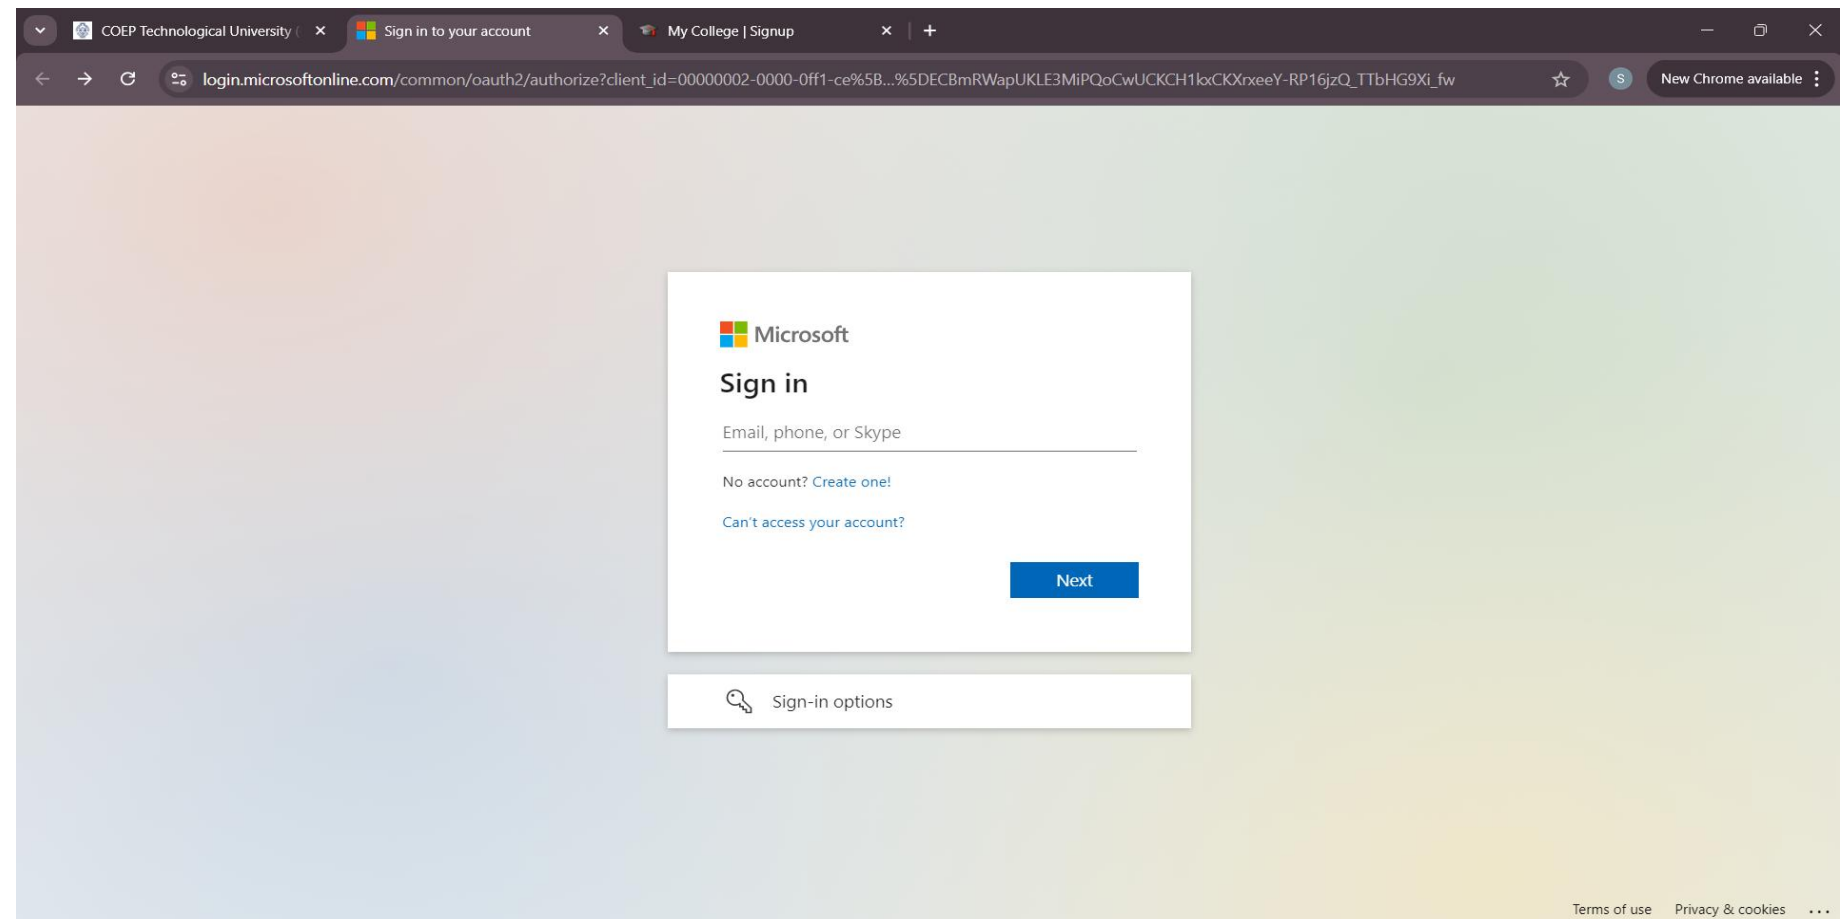 COEP Technological University (
Sign in to your account
My College | Signup
login.microsoftonline.com/common/oauth2/authorize?client_id=00000002-0000-0ff1-ce%5B...%5DECBmRWapUKLE3MiPQoCwUCKCH1kxCKXrxeeY-RP16jzQ_TTbHG9Xi_fw
S
New Chrome available
Microsoft
Sign in
Email, phone, or Skype
No account? Create one!
Can't access your account?
Next
Sign-in options
Terms of use Privacy & cookies ...